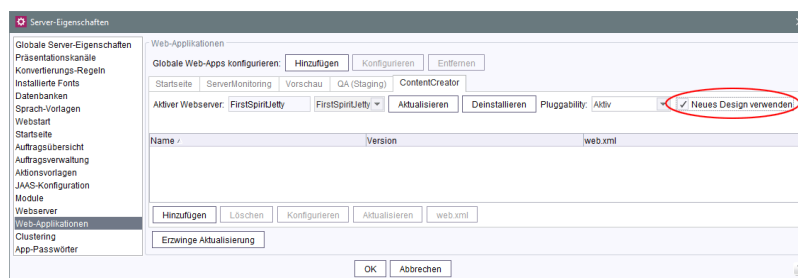 Server-Eigenschaften
Globale Server-Eigenschaften
Präsentationskanäle
Konvertierungs-Regeln
Installierte Fonts
Datenbanken
Sprach-Vorlagen
Webstart
Startseite
Auftragsübersicht
Auftragsverwaltung
Aktionsvorlagen
JAAS-Konfiguration
Module
Webserver
Web-Applikationen
Clustering
App-Passwörter
Web-Applikationen
Globale Web-Apps konfigurieren: Hinzufügen Konfigurieren Entfernen
Startseite ServerMonitoring Vorschau QA (Staging) ContentCreator
Aktiver Webserver: FirstSpiritJetty FirstSpiritJetty Aktualisieren Deinstallieren Pluggability: Aktiv Neues Design verwenden
Name Version web.xml
Hinzufügen Löschen Konfigurieren Aktualisieren web.xml
Erzwinge Aktualisierung
OK Abbrechen